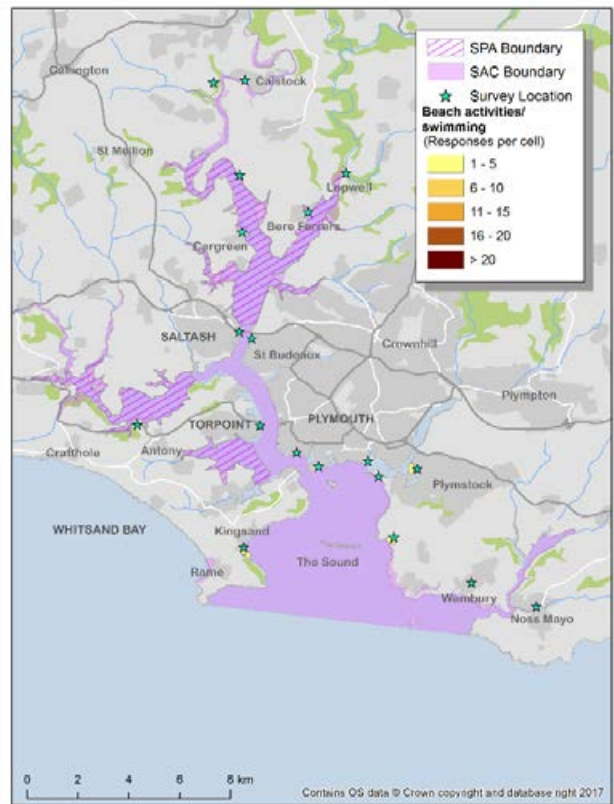 SPA Boundary
SAC Boundary
Survey Location
Beach activities/
swimming
(Responses per cell)
1 - 5
6 - 10
11 - 15
16 - 20
> 20
Callington
Calstock
St Mellion
Lopwell
Bere Ferrers
Cargreen
SALTASH
St Budeaux
Crownhill
Plympton
TORPOINT
PLYMOUTH
Antony
Crafthole
Plymstock
WHITSAND BAY
Kingsand
The Sound
Rame
Wembury
Noss Mayo
0 2 4 6 8 km
Contains OS data © Crown copyright and database right 2017